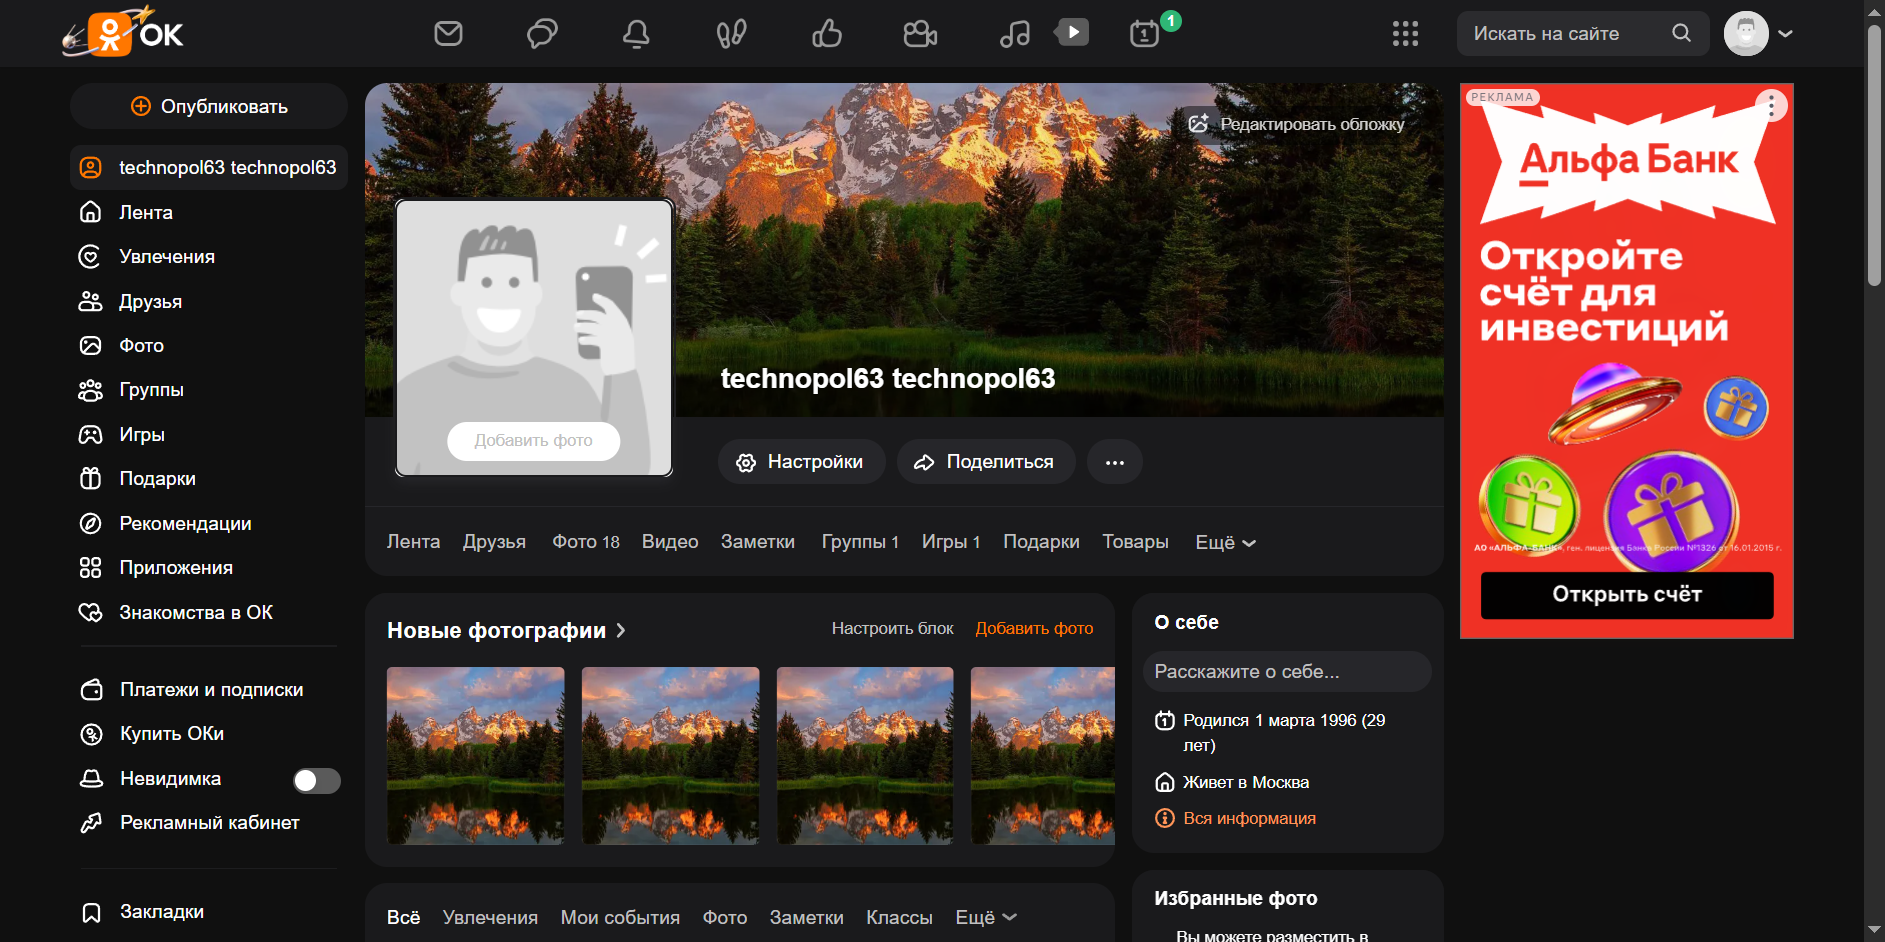 ОК
1
1
Искать на сайте
Опубликовать
technopol63 technopol63
Лента
Увлечения
Друзья
Фото
Группы
Игры
Подарки
Рекомендации
Приложения
Знакомства в ОК
Платежи и подписки
Купить ОКи
Невидимка
Рекламный кабинет
Закладки
Редактировать обложку
Добавить фото
technopol63 technopol63
Настройки
Поделиться
Лента Друзья Фото 18 Видео Заметки Группы 1 Игры 1 Подарки Товары Ещё
Новые фотографии
Настроить блок
Добавить фото
Всё Увлечения Мои события Фото Заметки Классы Ещё
О себе
Расскажите о себе...
Родился 1 марта 1996 (29
лет)
Живет в Москва
Вся информация
Избранные фото
Вы можете разместить в
РЕКЛАМА
Альфа Банк
Откройте
счёт для
инвестиций
АО «АЛЬФА-БАНК», ген. лицензия Банка России №1326 от 16.01.2015 г.
Открыть счёт